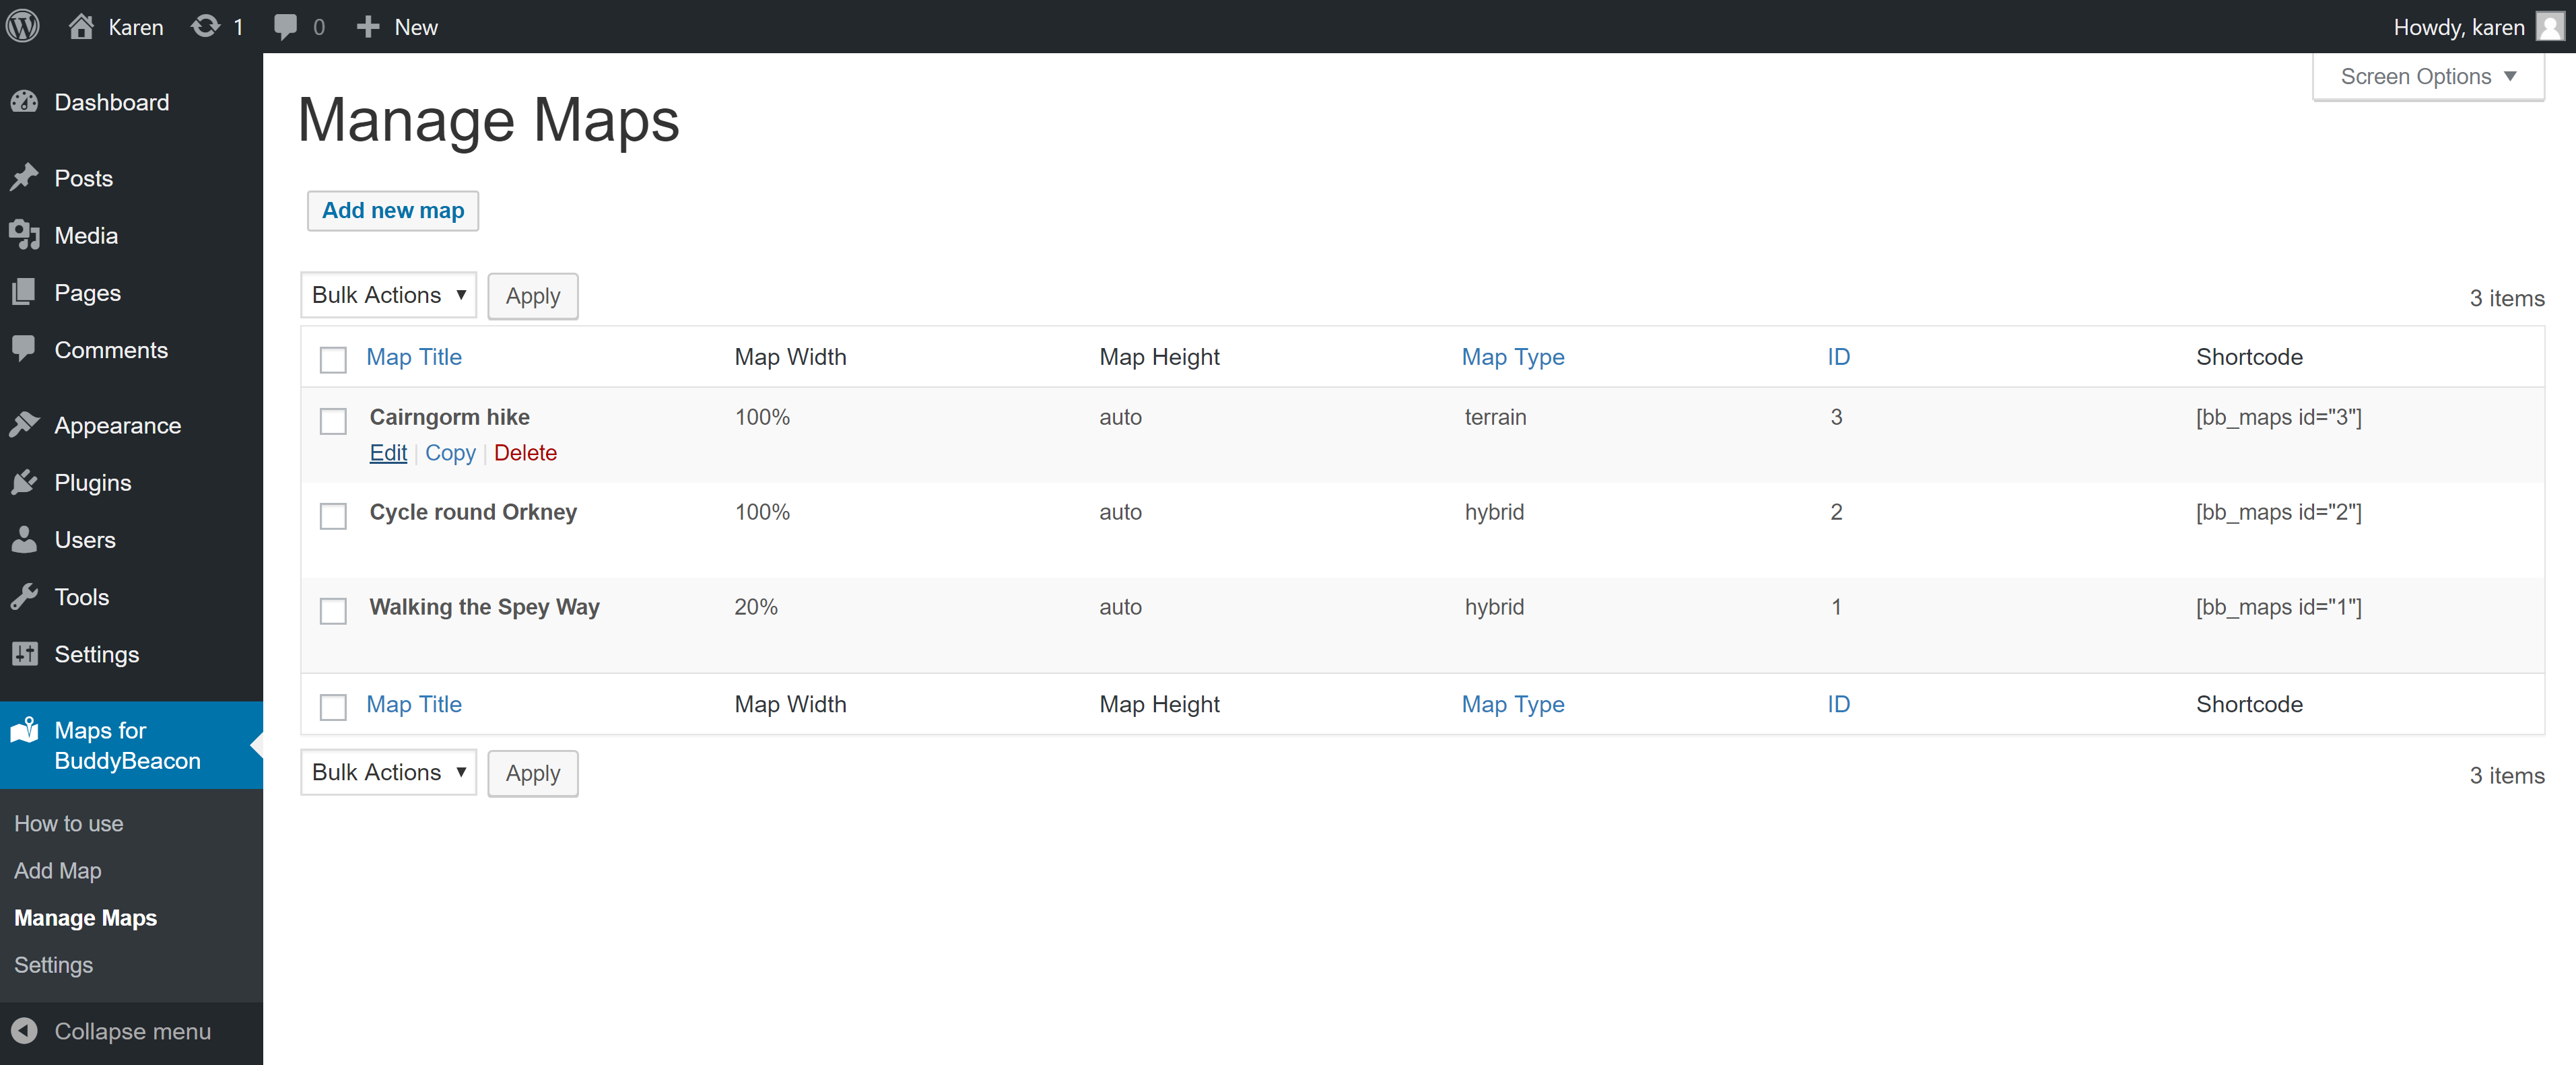 Karen 1 0 New Howdy, karen
Dashboard
Posts
Media
Pages
Comments
Appearance
Plugins
Users
Tools
Settings
Maps for
BuddyBeacon
How to use
Add Map
Manage Maps
Settings
Collapse menu
Screen Options
Manage Maps
Add new map
Bulk Actions Apply 3 items
Map Title Map Width Map Height Map Type ID Shortcode
Cairngorm hike 100% auto terrain 3 [bb_maps id="3"]
Edit | Copy | Delete
Cycle round Orkney 100% auto hybrid 2 [bb_maps id="2"]
Walking the Spey Way 20% auto hybrid 1 [bb_maps id="1"]
Map Title Map Width Map Height Map Type ID Shortcode
Bulk Actions Apply 3 items